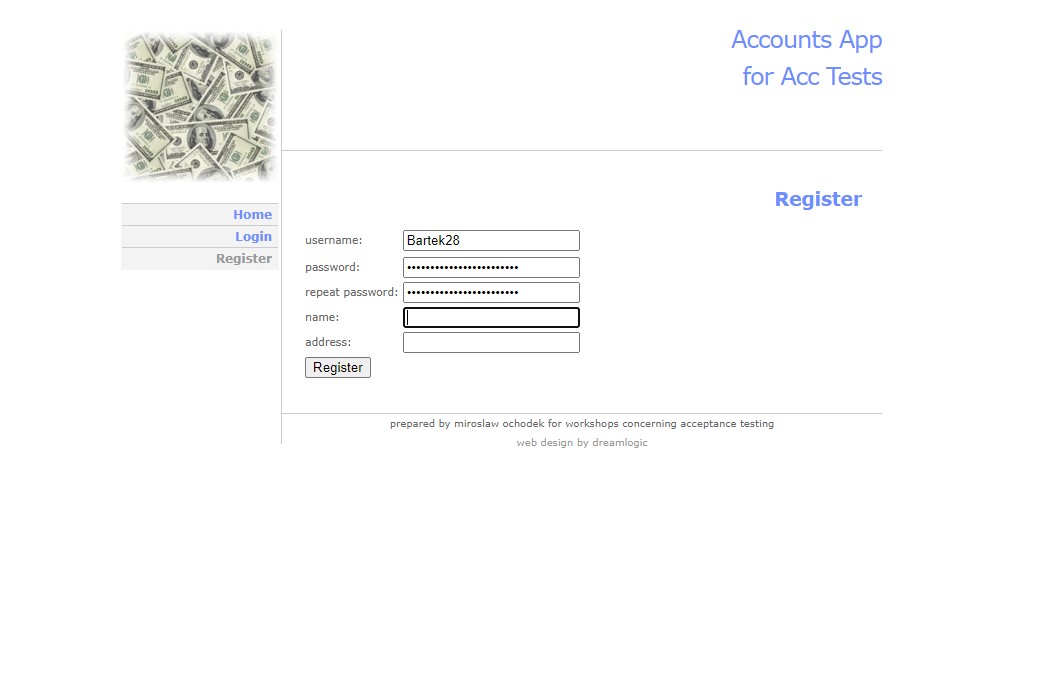 Accounts App
for Acc Tests
Home
Login
Register
Register
username: Bartek28
password: •••••••••••••••••••••••••
repeat password: •••••••••••••••••••••••••
name:
address:
Register
prepared by miroslaw ochodek for workshops concerning acceptance testing
web design by dreamlogic